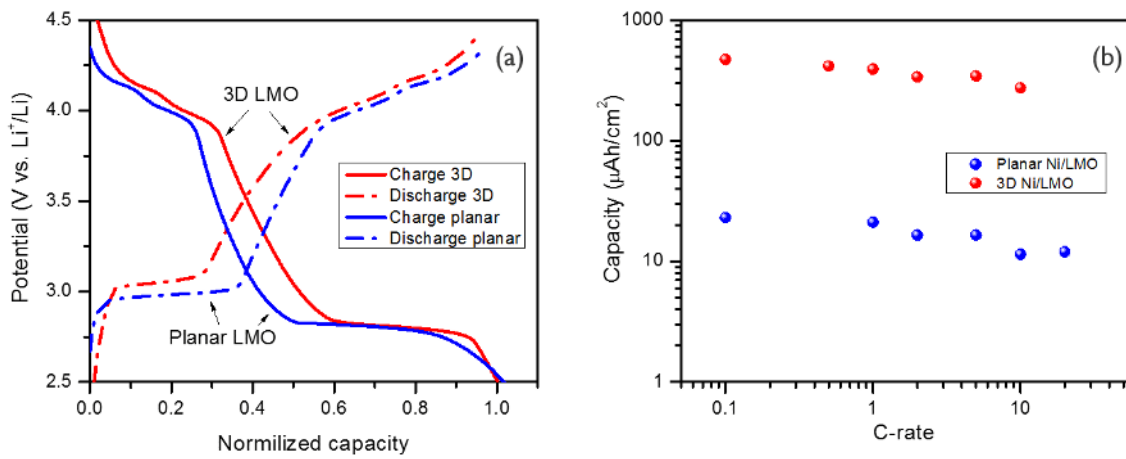 (a)
4.5
4.0
3.5
3.0
2.5
Potential (V vs. Li⁺/Li)
3D LMO
Charge 3D
Discharge 3D
Charge planar
Discharge planar
Planar LMO
0.0 0.2 0.4 0.6 0.8 1.0
Normilized capacity
(b)
1000
100
10
1
Capacity (µAh/cm²)
Planar Ni/LMO
3D Ni/LMO
0.1 1 10
C-rate